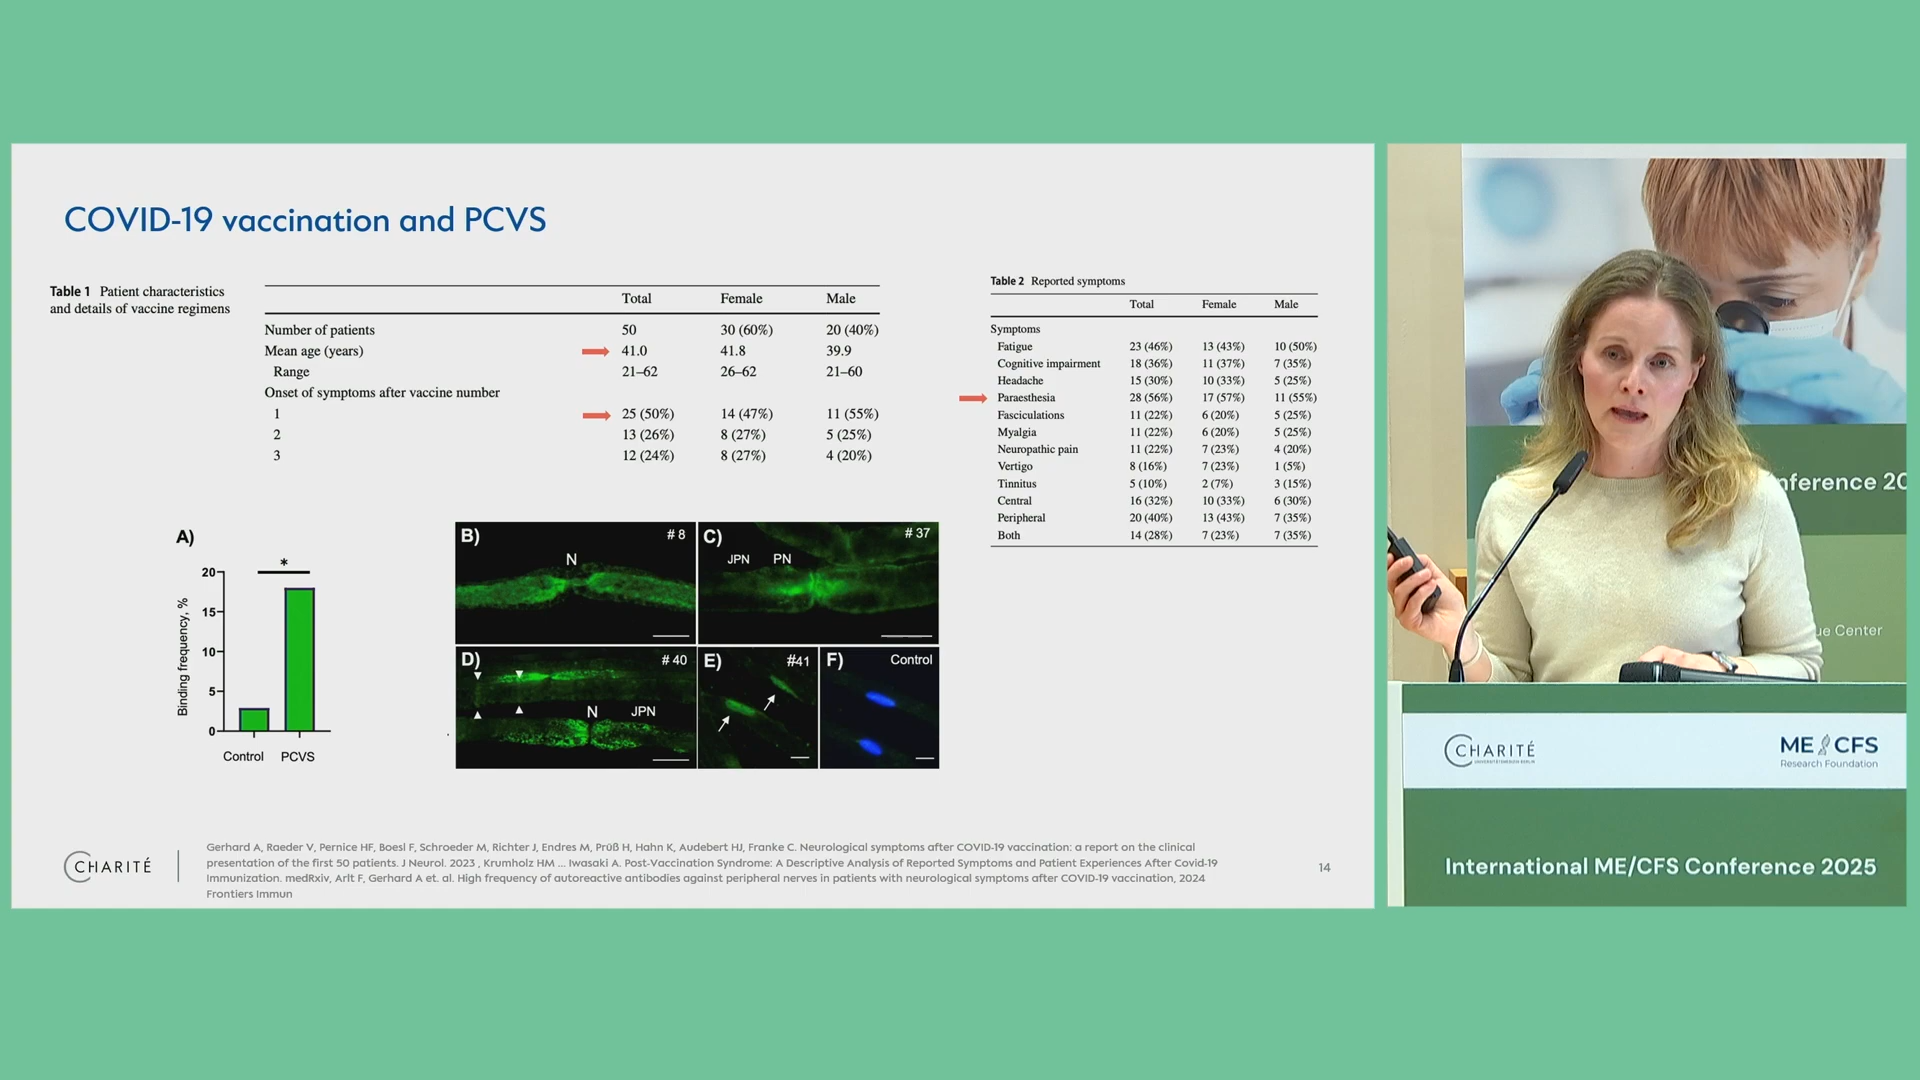 COVID-19 vaccination and PCVS
Table 1 Patient characteristics
and details of vaccine regimens
Total Female Male
Number of patients 50 30 (60%) 20 (40%)
Mean age (years) 41.0 41.8 39.9
Range 21–62 26–62 21–60
Onset of symptoms after vaccine number
1 25 (50%) 14 (47%) 11 (55%)
2 13 (26%) 8 (27%) 5 (25%)
3 12 (24%) 8 (27%) 4 (20%)
Table 2 Reported symptoms
Total Female Male
Symptoms
Fatigue 23 (46%) 13 (43%) 10 (50%)
Cognitive impairment 18 (36%) 11 (37%) 7 (35%)
Headache 15 (30%) 10 (33%) 5 (25%)
Paraesthesia 28 (56%) 17 (57%) 11 (55%)
Fasciculations 11 (22%) 6 (20%) 5 (25%)
Myalgia 11 (22%) 6 (20%) 5 (25%)
Neuropathic pain 11 (22%) 7 (23%) 4 (20%)
Vertigo 8 (16%) 7 (23%) 1 (5%)
Tinnitus 5 (10%) 2 (7%) 3 (15%)
Central 16 (32%) 10 (33%) 6 (30%)
Peripheral 20 (40%) 13 (43%) 7 (35%)
Both 14 (28%) 7 (23%) 7 (35%)
A)
*
20
15
10
5
0
Binding frequency, %
Control PCVS
B) # 8
N
C) # 37
JPN PN
D) # 40
N JPN
E) #41
F) Control
CHARITÉ
Gerhard A, Raeder V, Pernice HF, Boesl F, Schroeder M, Richter J, Endres M, Prüß H, Hahn K, Audebert HJ, Franke C. Neurological symptoms after COVID-19 vaccination: a report on the clinical
presentation of the first 50 patients. J Neurol. 2023 , Krumholz HM ... Iwasaki A. Post-Vaccination Syndrome: A Descriptive Analysis of Reported Symptoms and Patient Experiences After Covid-19
Immunization. medRxiv, Arlt F, Gerhard A et. al. High frequency of autoreactive antibodies against peripheral nerves in patients with neurological symptoms after COVID-19 vaccination, 2024
Frontiers Immun
14
nference 20
ue Center
CHARITÉ
UNIVERSITÄTSMEDIZIN BERLIN
ME CFS
Research Foundation
International ME/CFS Conference 2025